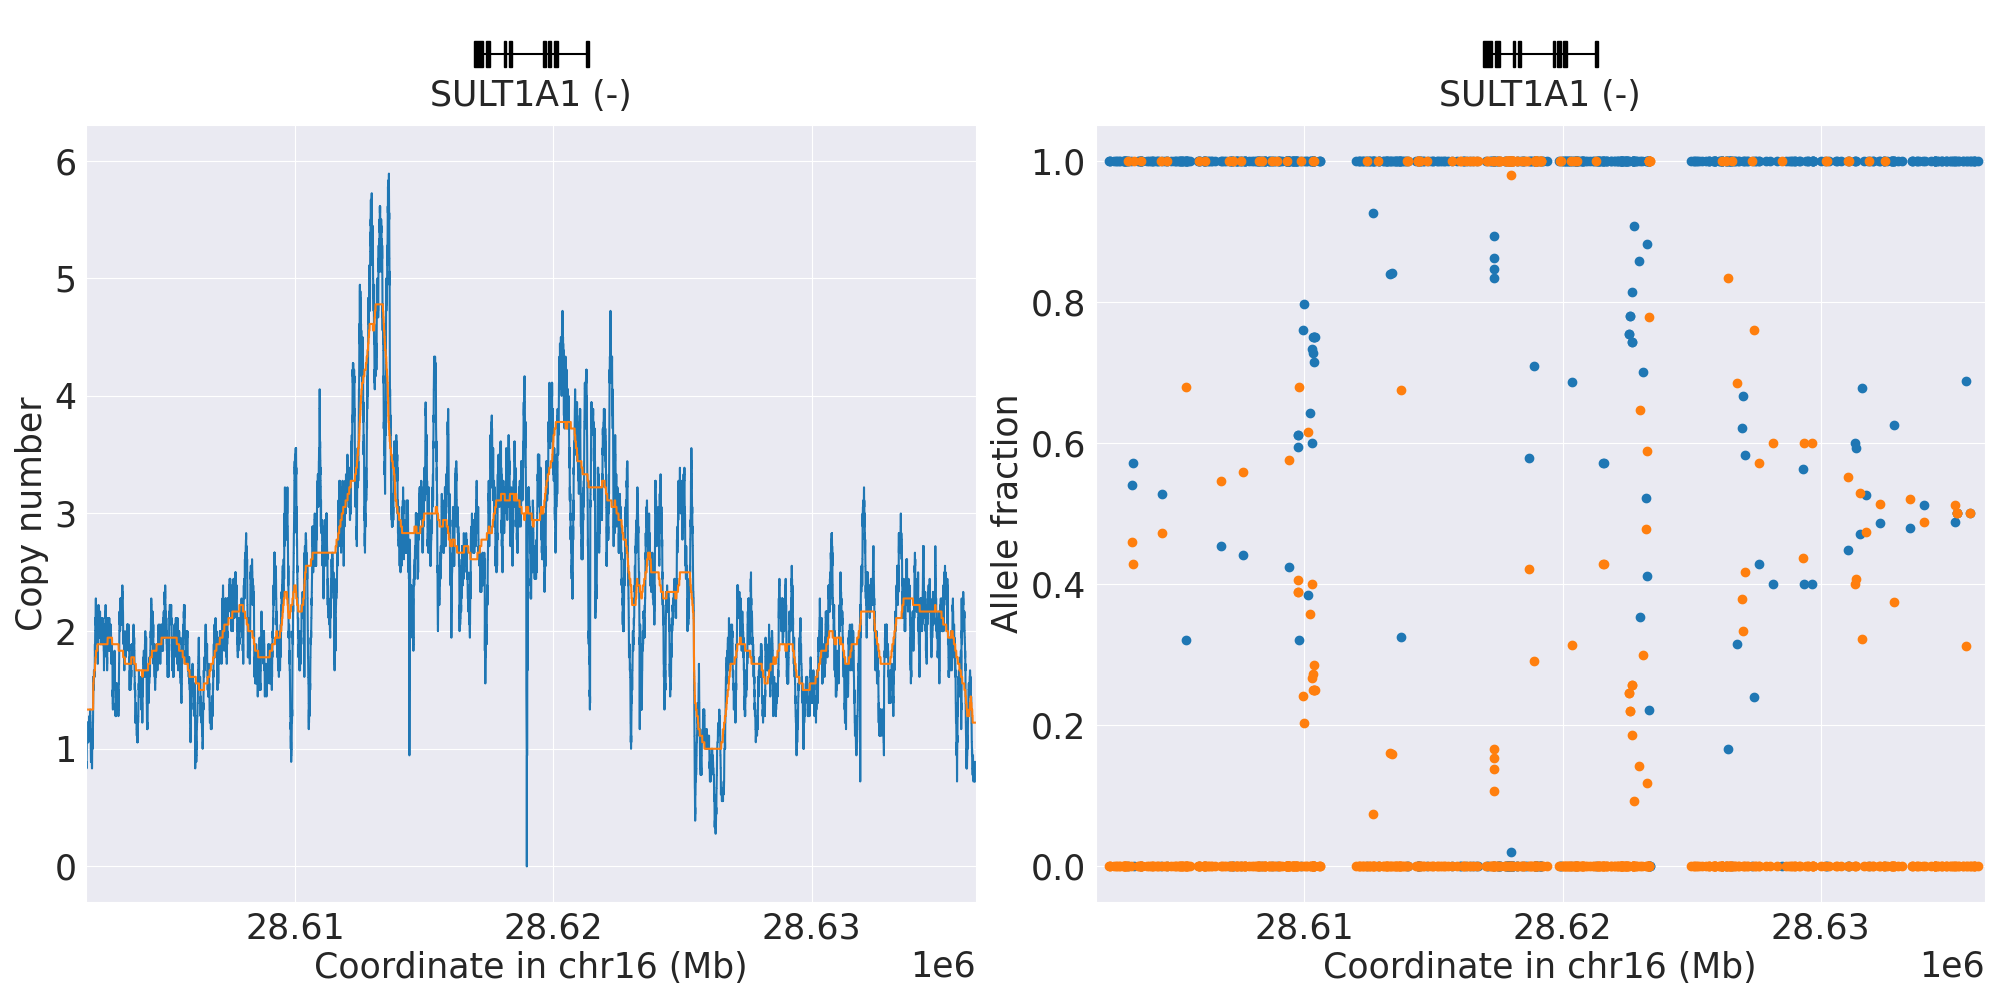 SULT1A1 (-)
Copy number
6
5
4
3
2
1
0
28.61
28.62
28.63
Coordinate in chr16 (Mb)
1e6
SULT1A1 (-)
Allele fraction
1.0
0.8
0.6
0.4
0.2
0.0
28.61
28.62
28.63
Coordinate in chr16 (Mb)
1e6